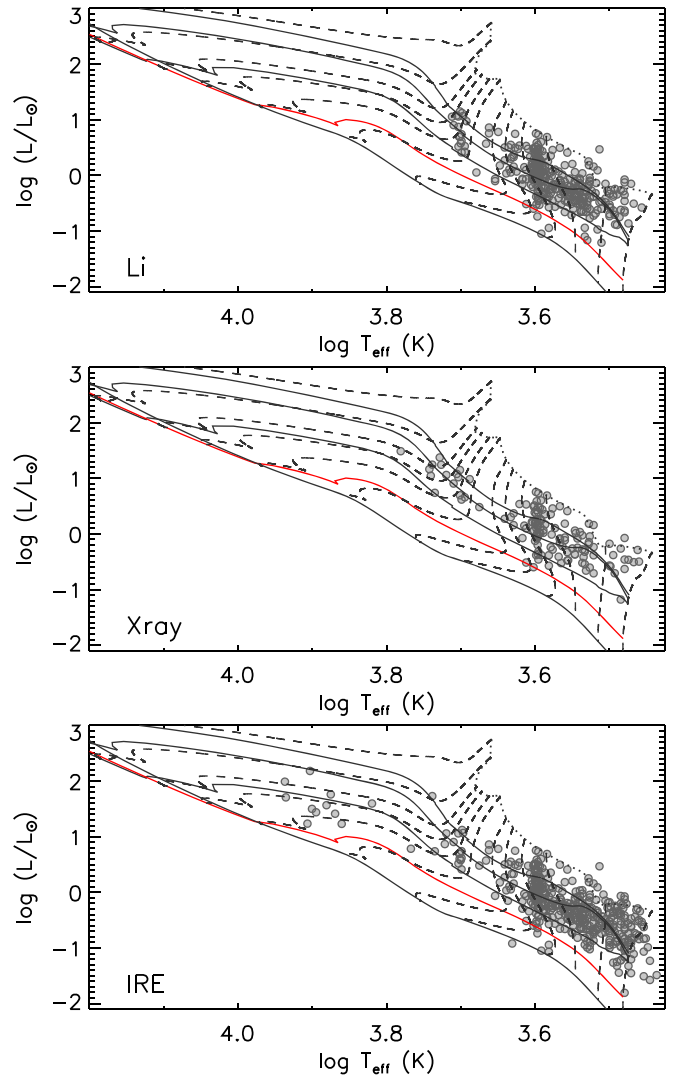 3
2
1
0
−1
−2
log (L/L⊙)
Li
4.0 3.8 3.6
log Teff (K)
3
2
1
0
−1
−2
log (L/L⊙)
Xray
4.0 3.8 3.6
log Teff (K)
3
2
1
0
−1
−2
log (L/L⊙)
IRE
4.0 3.8 3.6
log Teff (K)